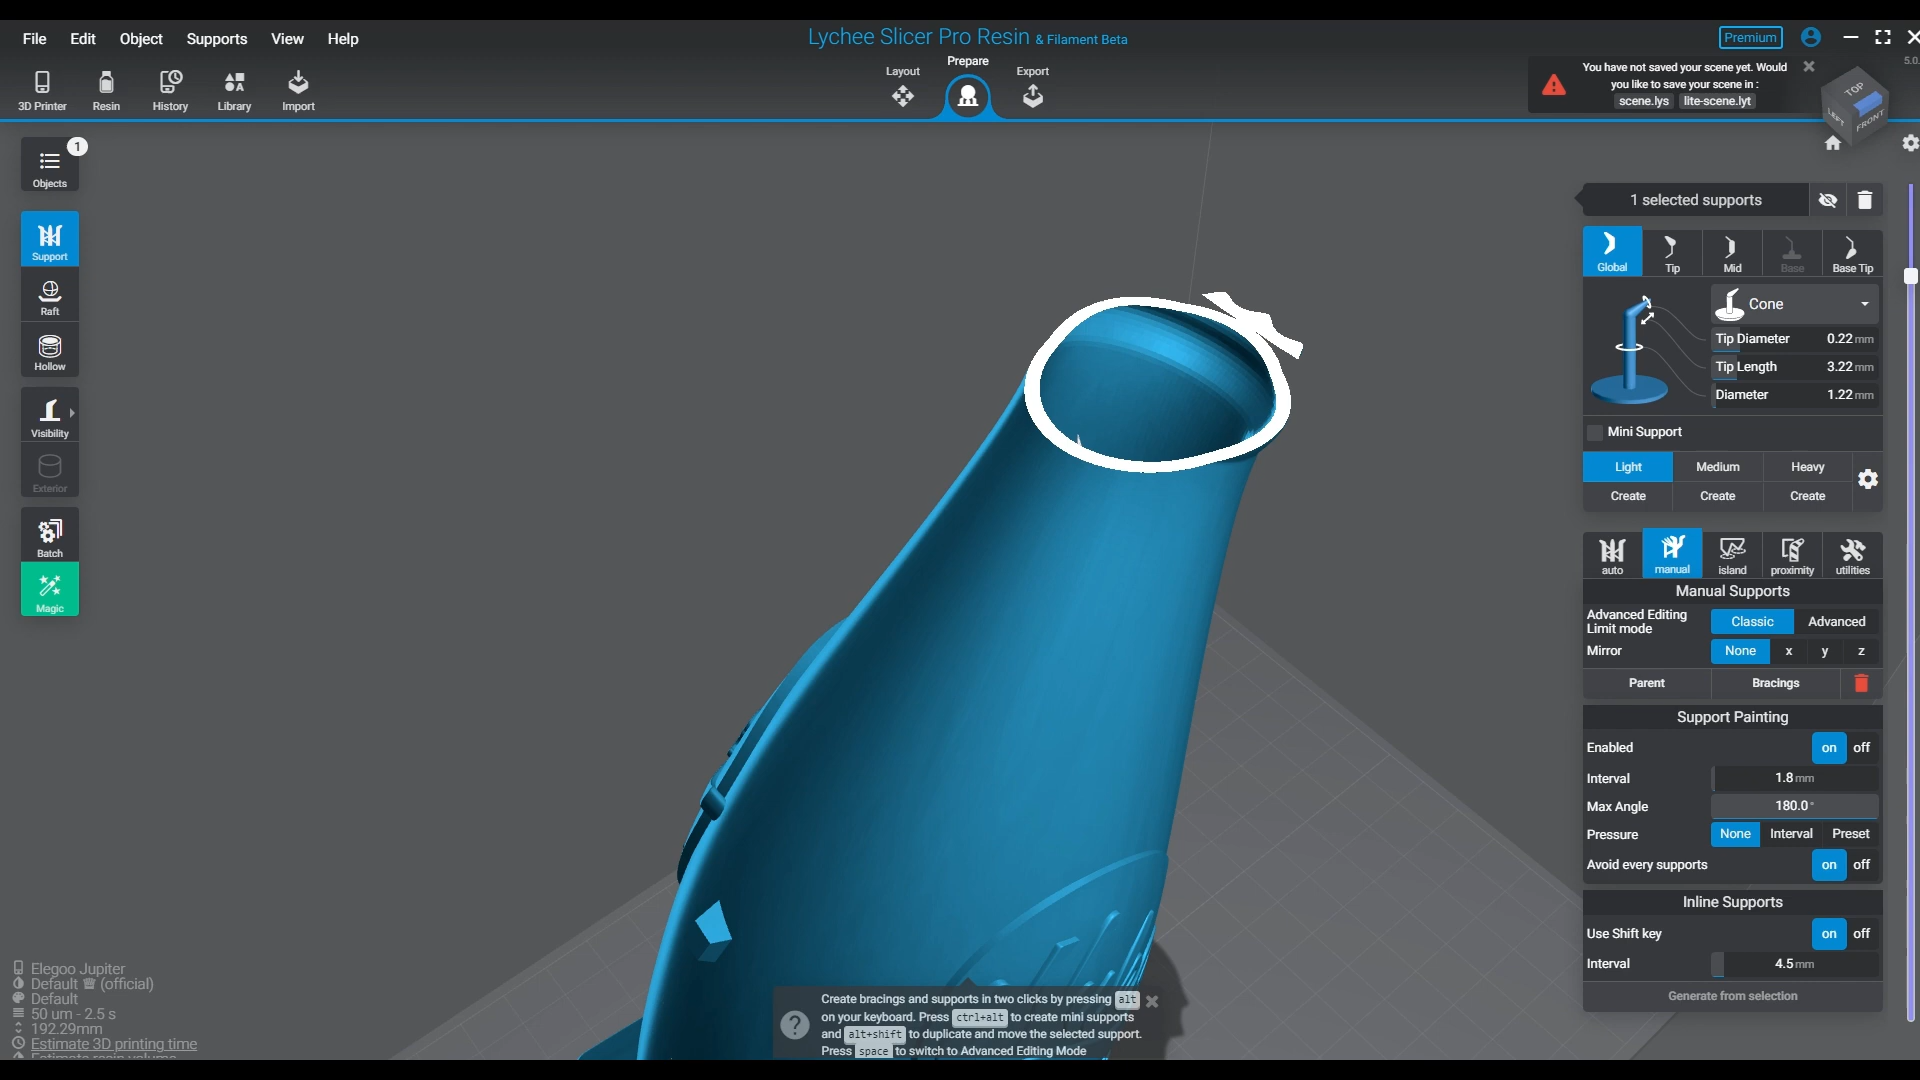 File Edit Object Supports View Help
Lychee Slicer Pro Resin & Filament Beta
Premium
3D Printer Resin History Library Import
Layout Prepare Export
You have not saved your scene yet. Would
you like to save your scene in :
scene.lys lite-scene.lyt
5.0.
TOP
LEFT FRONT
Objects 1
Support
Raft
Hollow
Visibility
Exterior
Batch
Magic
1 selected supports
Global Tip Mid Base Base Tip
Cone
Tip Diameter 0.22 mm
Tip Length 3.22 mm
Diameter 1.22 mm
Mini Support
Light Medium Heavy
Create Create Create
auto manual island proximity utilities
Manual Supports
Advanced Editing
Limit mode Classic Advanced
Mirror None x y z
Parent Bracings
Support Painting
Enabled on off
Interval 1.8 mm
Max Angle 180.0 °
Pressure None Interval Preset
Avoid every supports on off
Inline Supports
Use Shift key on off
Interval 4.5 mm
Generate from selection
Elegoo Jupiter
Default (official)
Default
50 um - 2.5 s
192.29mm
Estimate 3D printing time
Estimate resin volume
Create bracings and supports in two clicks by pressing alt
on your keyboard. Press ctrl+alt to create mini supports
and alt+shift to duplicate and move the selected support.
Press space to switch to Advanced Editing Mode